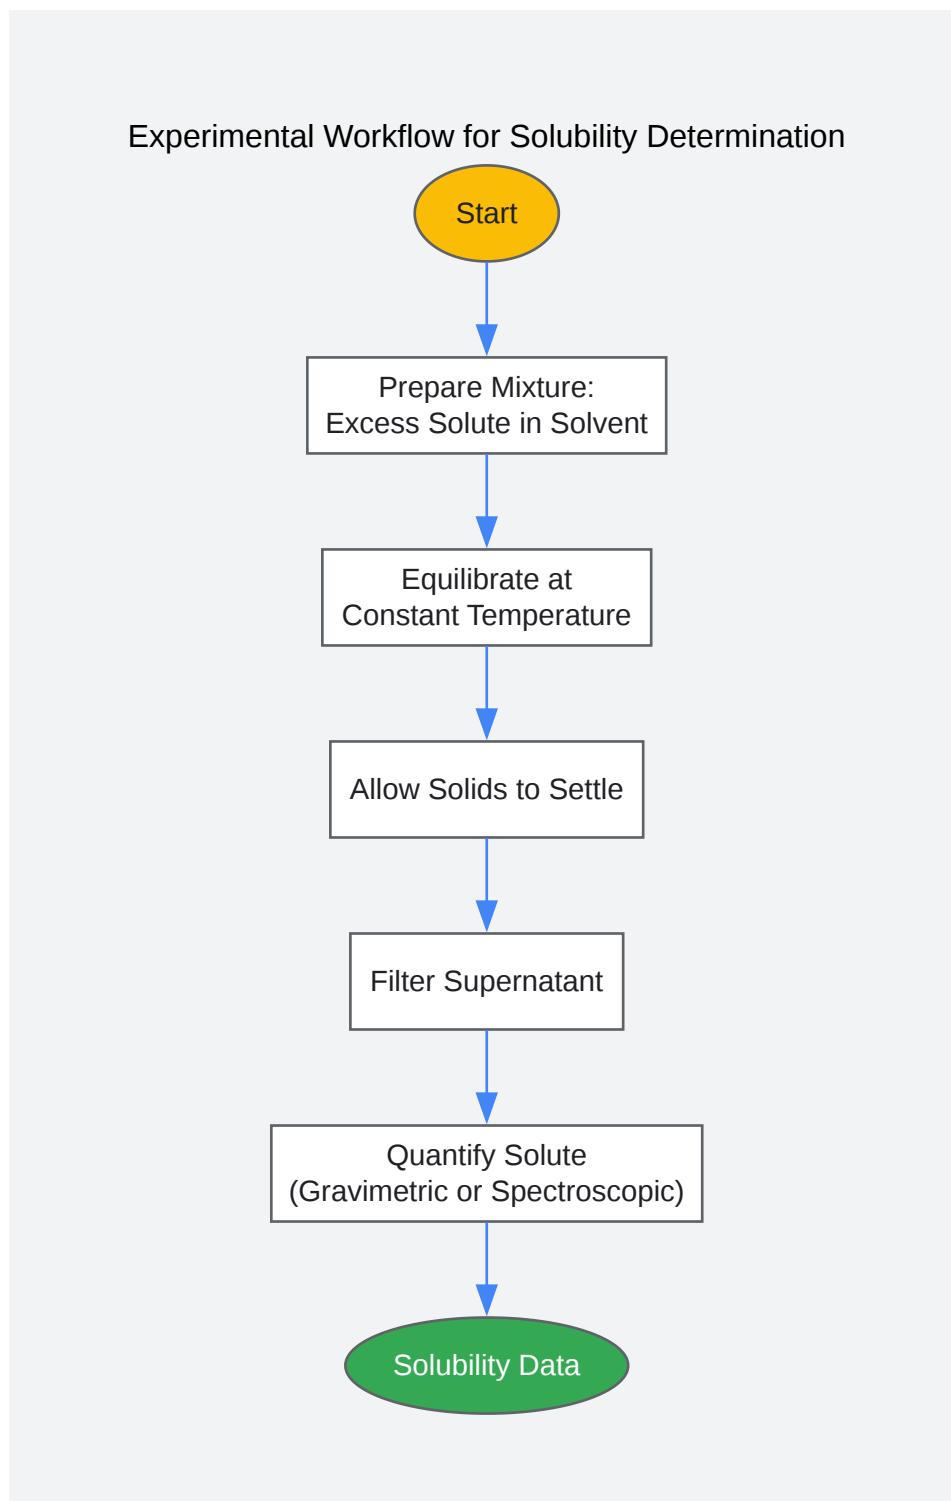 Experimental Workflow for Solubility Determination
Start
Prepare Mixture:
Excess Solute in Solvent
Equilibrate at
Constant Temperature
Allow Solids to Settle
Filter Supernatant
Quantify Solute
(Gravimetric or Spectroscopic)
Solubility Data